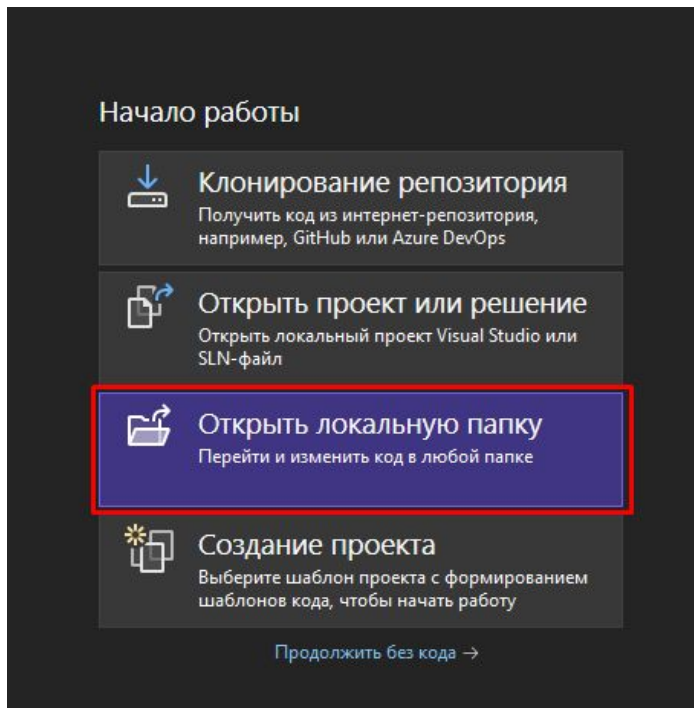 Начало работы
Клонирование репозитория
Получить код из интернет-репозитория,
например, GitHub или Azure DevOps
Открыть проект или решение
Открыть локальный проект Visual Studio или
SLN-файл
Открыть локальную папку
Перейти и изменить код в любой папке
Создание проекта
Выберите шаблон проекта с формированием
шаблонов кода, чтобы начать работу
Продолжить без кода →